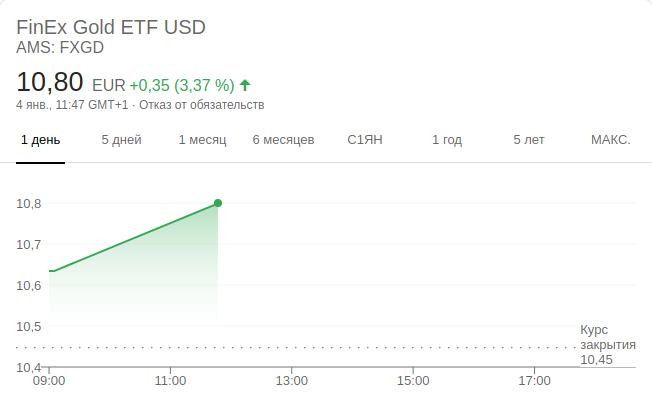 FinEx Gold ETF USD
AMS: FXGD
10,80 EUR +0,35 (3,37 %)
4 янв., 11:47 GMT+1 · Отказ от обязательств
1 день 5 дней 1 месяц 6 месяцев С1ЯН 1 год 5 лет МАКС.
10,8
10,7
10,6
10,5
Курс
закрытия
10,45
10,4
09:00 11:00 13:00 15:00 17:00